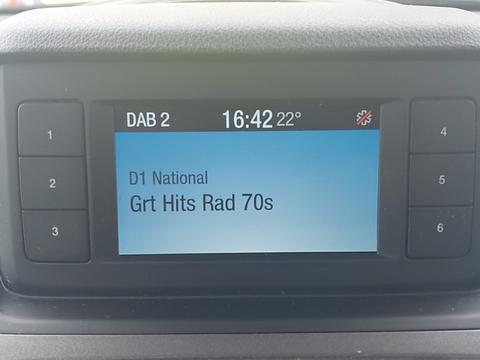 DAB 2 16:42 22°
1 4
2 5
3 6
D1 National
Grt Hits Rad 70s